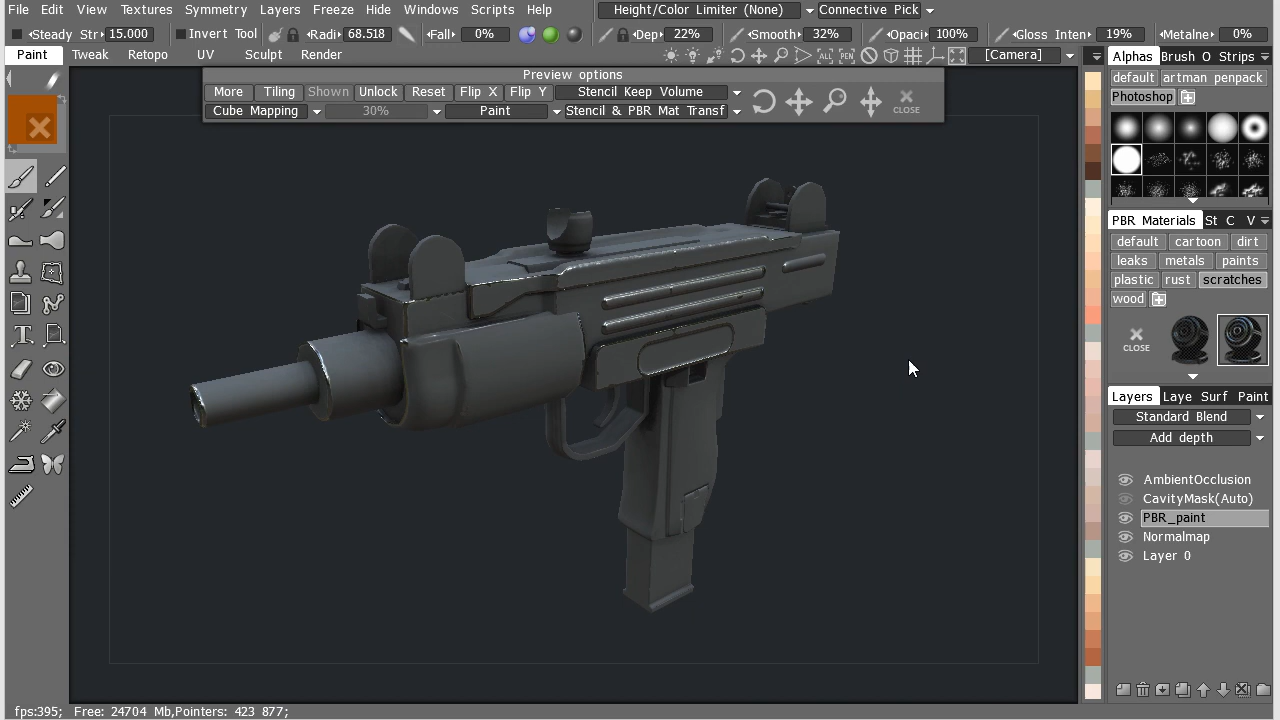 File Edit View Textures Symmetry Layers Freeze Hide Windows Scripts Help Height/Color Limiter (None) Connective Pick
Steady Str 15.000 Invert Tool Radi 68.518 Fall 0% Dep 22% Smooth 32% Opaci 100% Gloss Inten 19% Metalne 0%
Paint Tweak Retopo UV Sculpt Render ALL PEN [Camera] Alphas Brush O Strips
Preview options
More Tiling Shown Unlock Reset Flip X Flip Y Stencil Keep Volume
Cube Mapping 30% Paint Stencil & PBR Mat Transf CLOSE
default artman penpack
Photoshop
PBR Materials St C V
default cartoon dirt
leaks metals paints
plastic rust scratches
wood
CLOSE
Layers Laye Surf Paint
Standard Blend
Add depth
AmbientOcclusion
CavityMask(Auto)
PBR_paint
Normalmap
Layer 0
fps:395; Free: 24704 Mb,Pointers: 423 877;